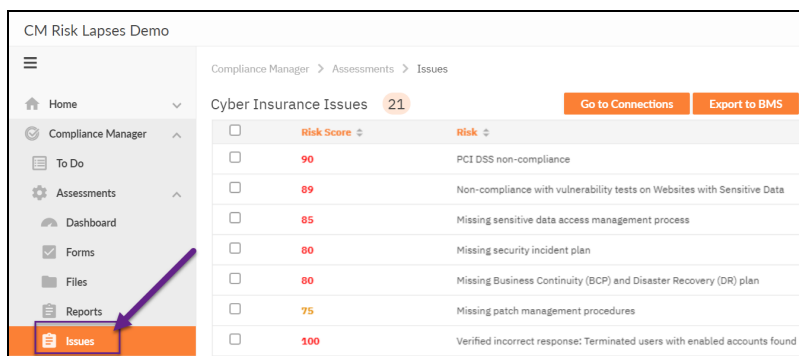 CM Risk Lapses Demo
Compliance Manager > Assessments > Issues
Home
Cyber Insurance Issues 21
Go to Connections
Export to BMS
Compliance Manager
Risk Score
Risk
To Do
90 PCI DSS non-compliance
Assessments
89 Non-compliance with vulnerability tests on Websites with Sensitive Data
Dashboard
85 Missing sensitive data access management process
Forms
80 Missing security incident plan
Files
80 Missing Business Continuity (BCP) and Disaster Recovery (DR) plan
Reports
75 Missing patch management procedures
Issues
100 Verified incorrect response: Terminated users with enabled accounts found